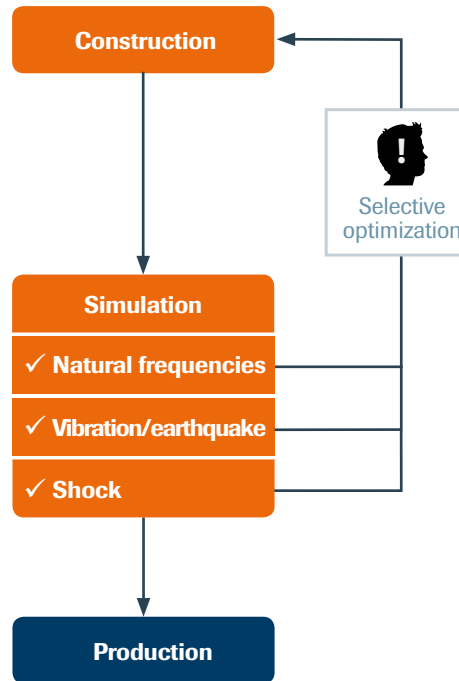 Construction
!
Selective
optimization
Simulation
✓ Natural frequencies
✓ Vibration/earthquake
✓ Shock
Production